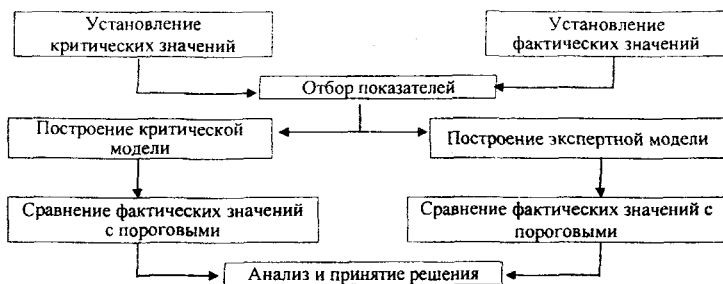 Установление
критических значений
Установление
фактических значений
Отбор показателей
Построение критической
модели
Построение экспертной модели
Сравнение фактических значений
с пороговыми
Сравнение фактических значений с
пороговыми
Анализ и принятие решения